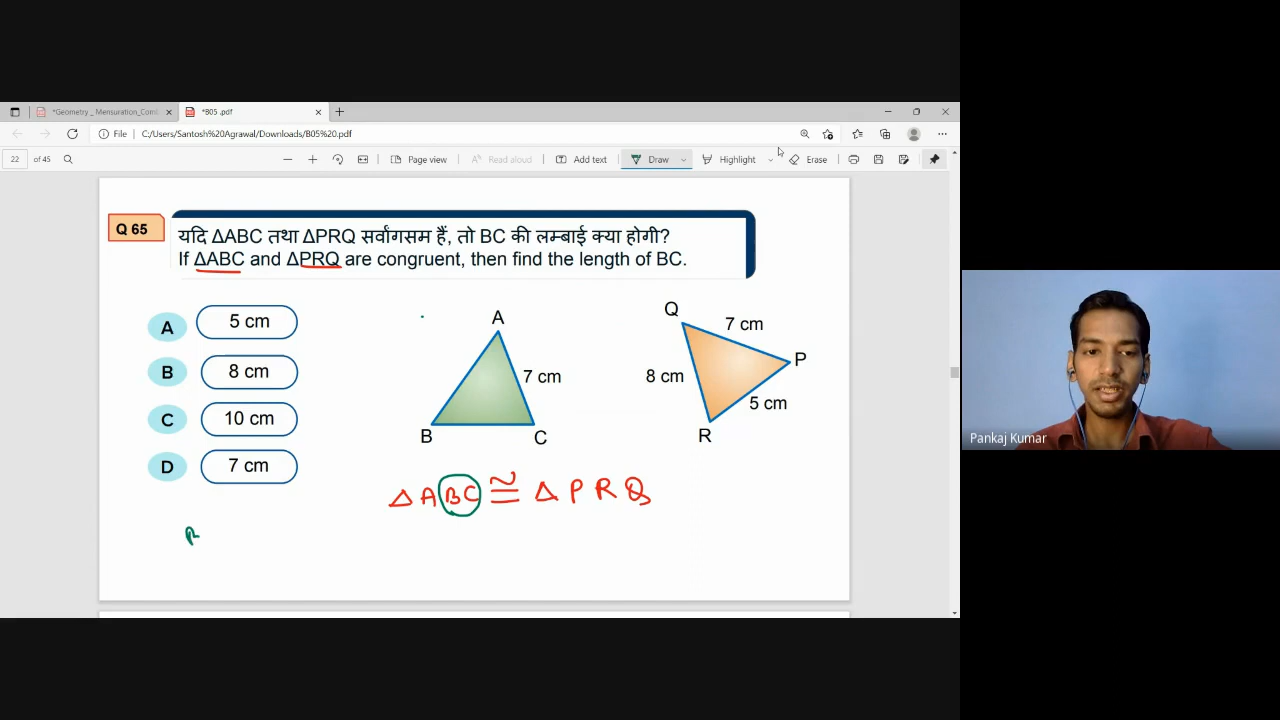 *Geometry _ Mensuration_Comb
*B05 .pdf
File
C:/Users/Santosh%20Agrawal/Downloads/B05%20.pdf
22 of 45
Page view
Read aloud
Add text
Draw
Highlight
Erase
Q 65
यदि ΔABC तथा ΔPRQ सर्वांगसम हैं, तो BC की लम्बाई क्या होगी?
If ΔABC and ΔPRQ are congruent, then find the length of BC.
A 5 cm
B 8 cm
C 10 cm
D 7 cm
A
7 cm
B
C
Q
7 cm
P
8 cm
5 cm
R
Δ ABC ≅ Δ PRQ
Pankaj Kumar